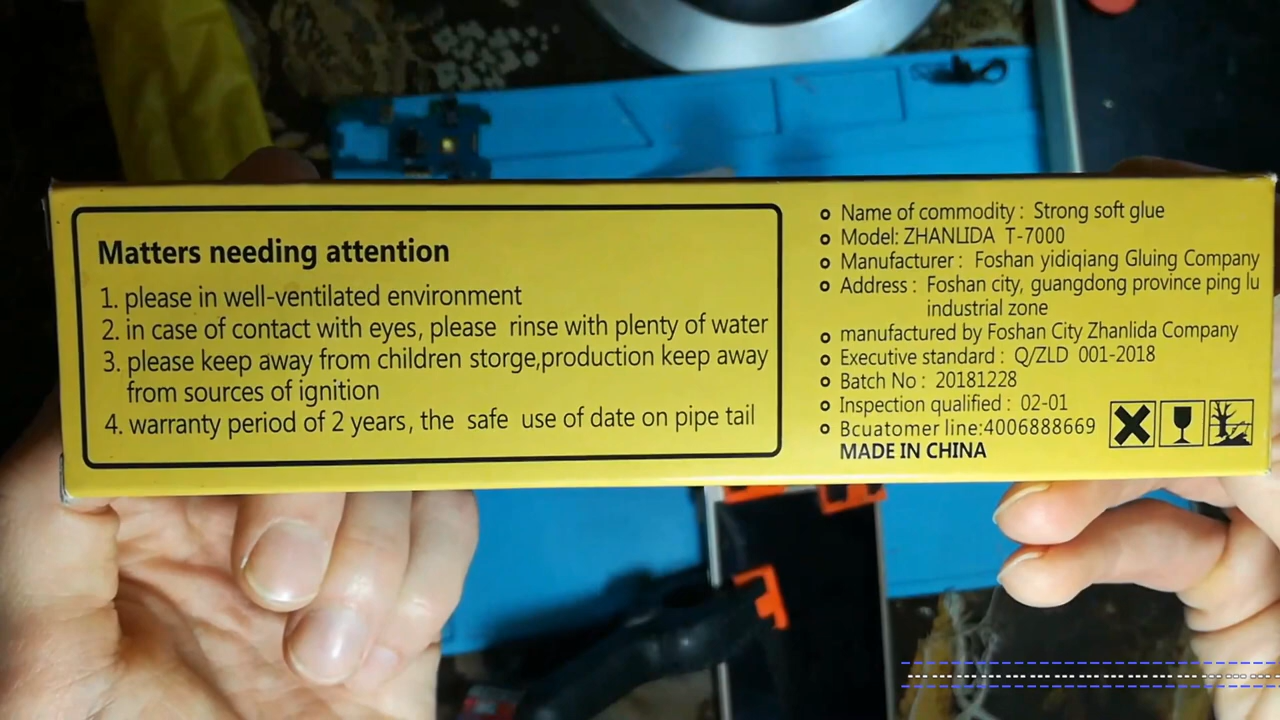 Matters needing attention
1. please in well-ventilated environment
2. in case of contact with eyes, please rinse with plenty of water
3. please keep away from children storge,production keep away
from sources of ignition
4. warranty period of 2 years, the safe use of date on pipe tail
Name of commodity : Strong soft glue
Model: ZHANLIDA T-7000
Manufacturer : Foshan yidiqiang Gluing Company
Address : Foshan city, guangdong province ping lu
industrial zone
manufactured by Foshan City Zhanlida Company
Executive standard : Q/ZLD 001-2018
Batch No : 20181228
Inspection qualified : 02-01
Bcuatomer line:4006888669
MADE IN CHINA